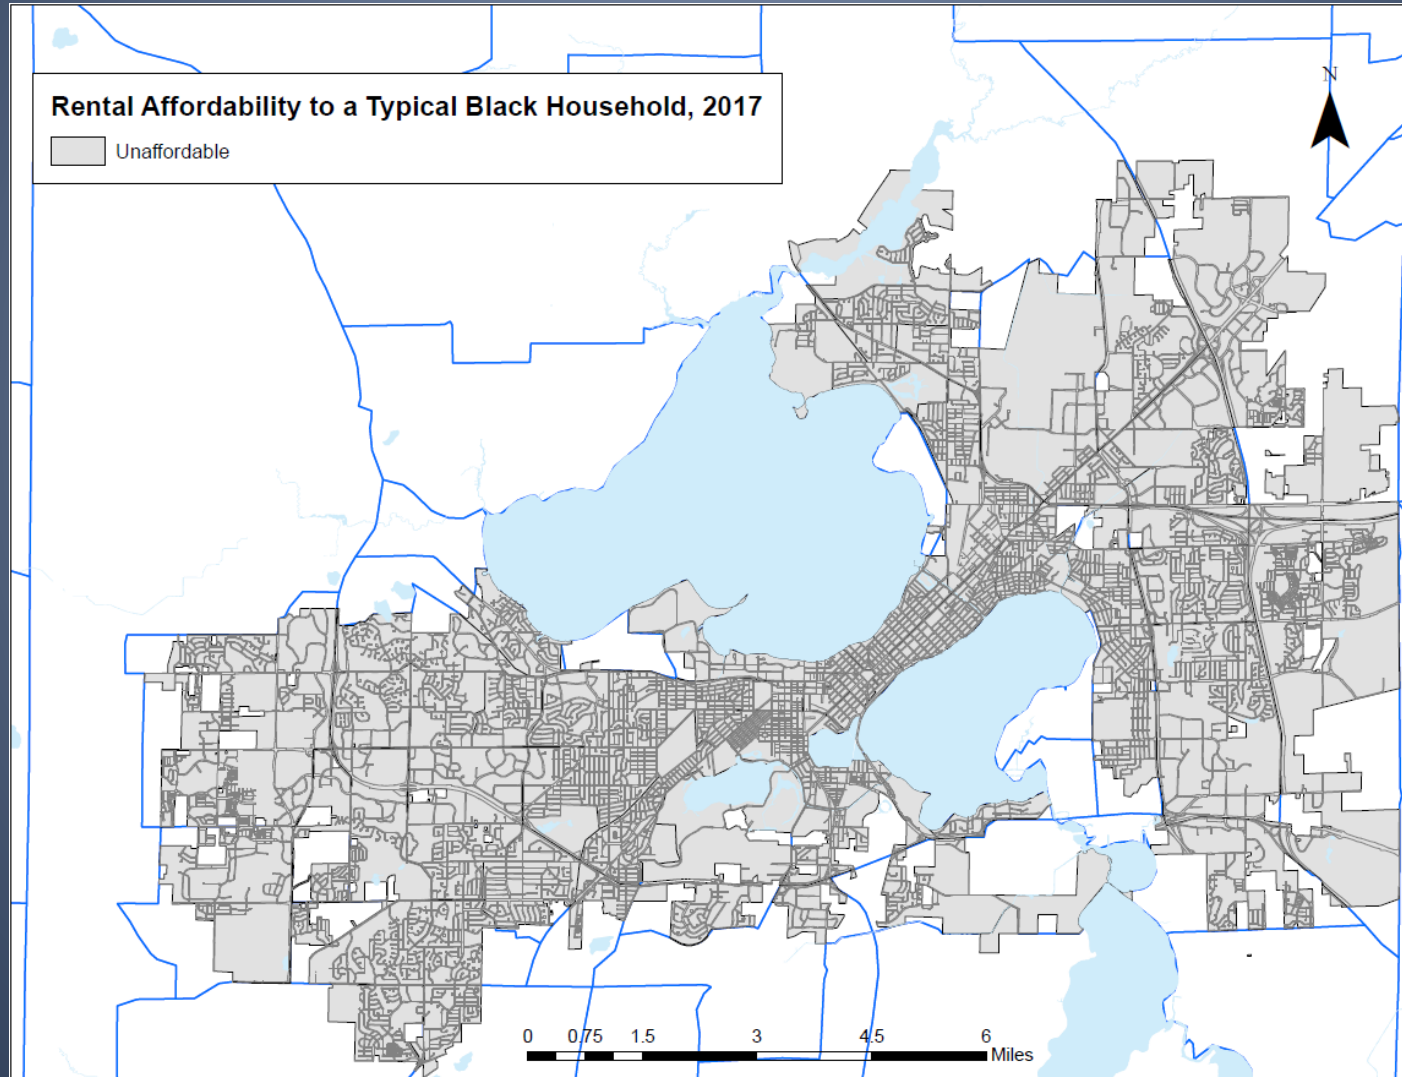 Rental Affordability to a Typical Black Household, 2017
Unaffordable
N
0 0.75 1.5 3 4.5 6
Miles